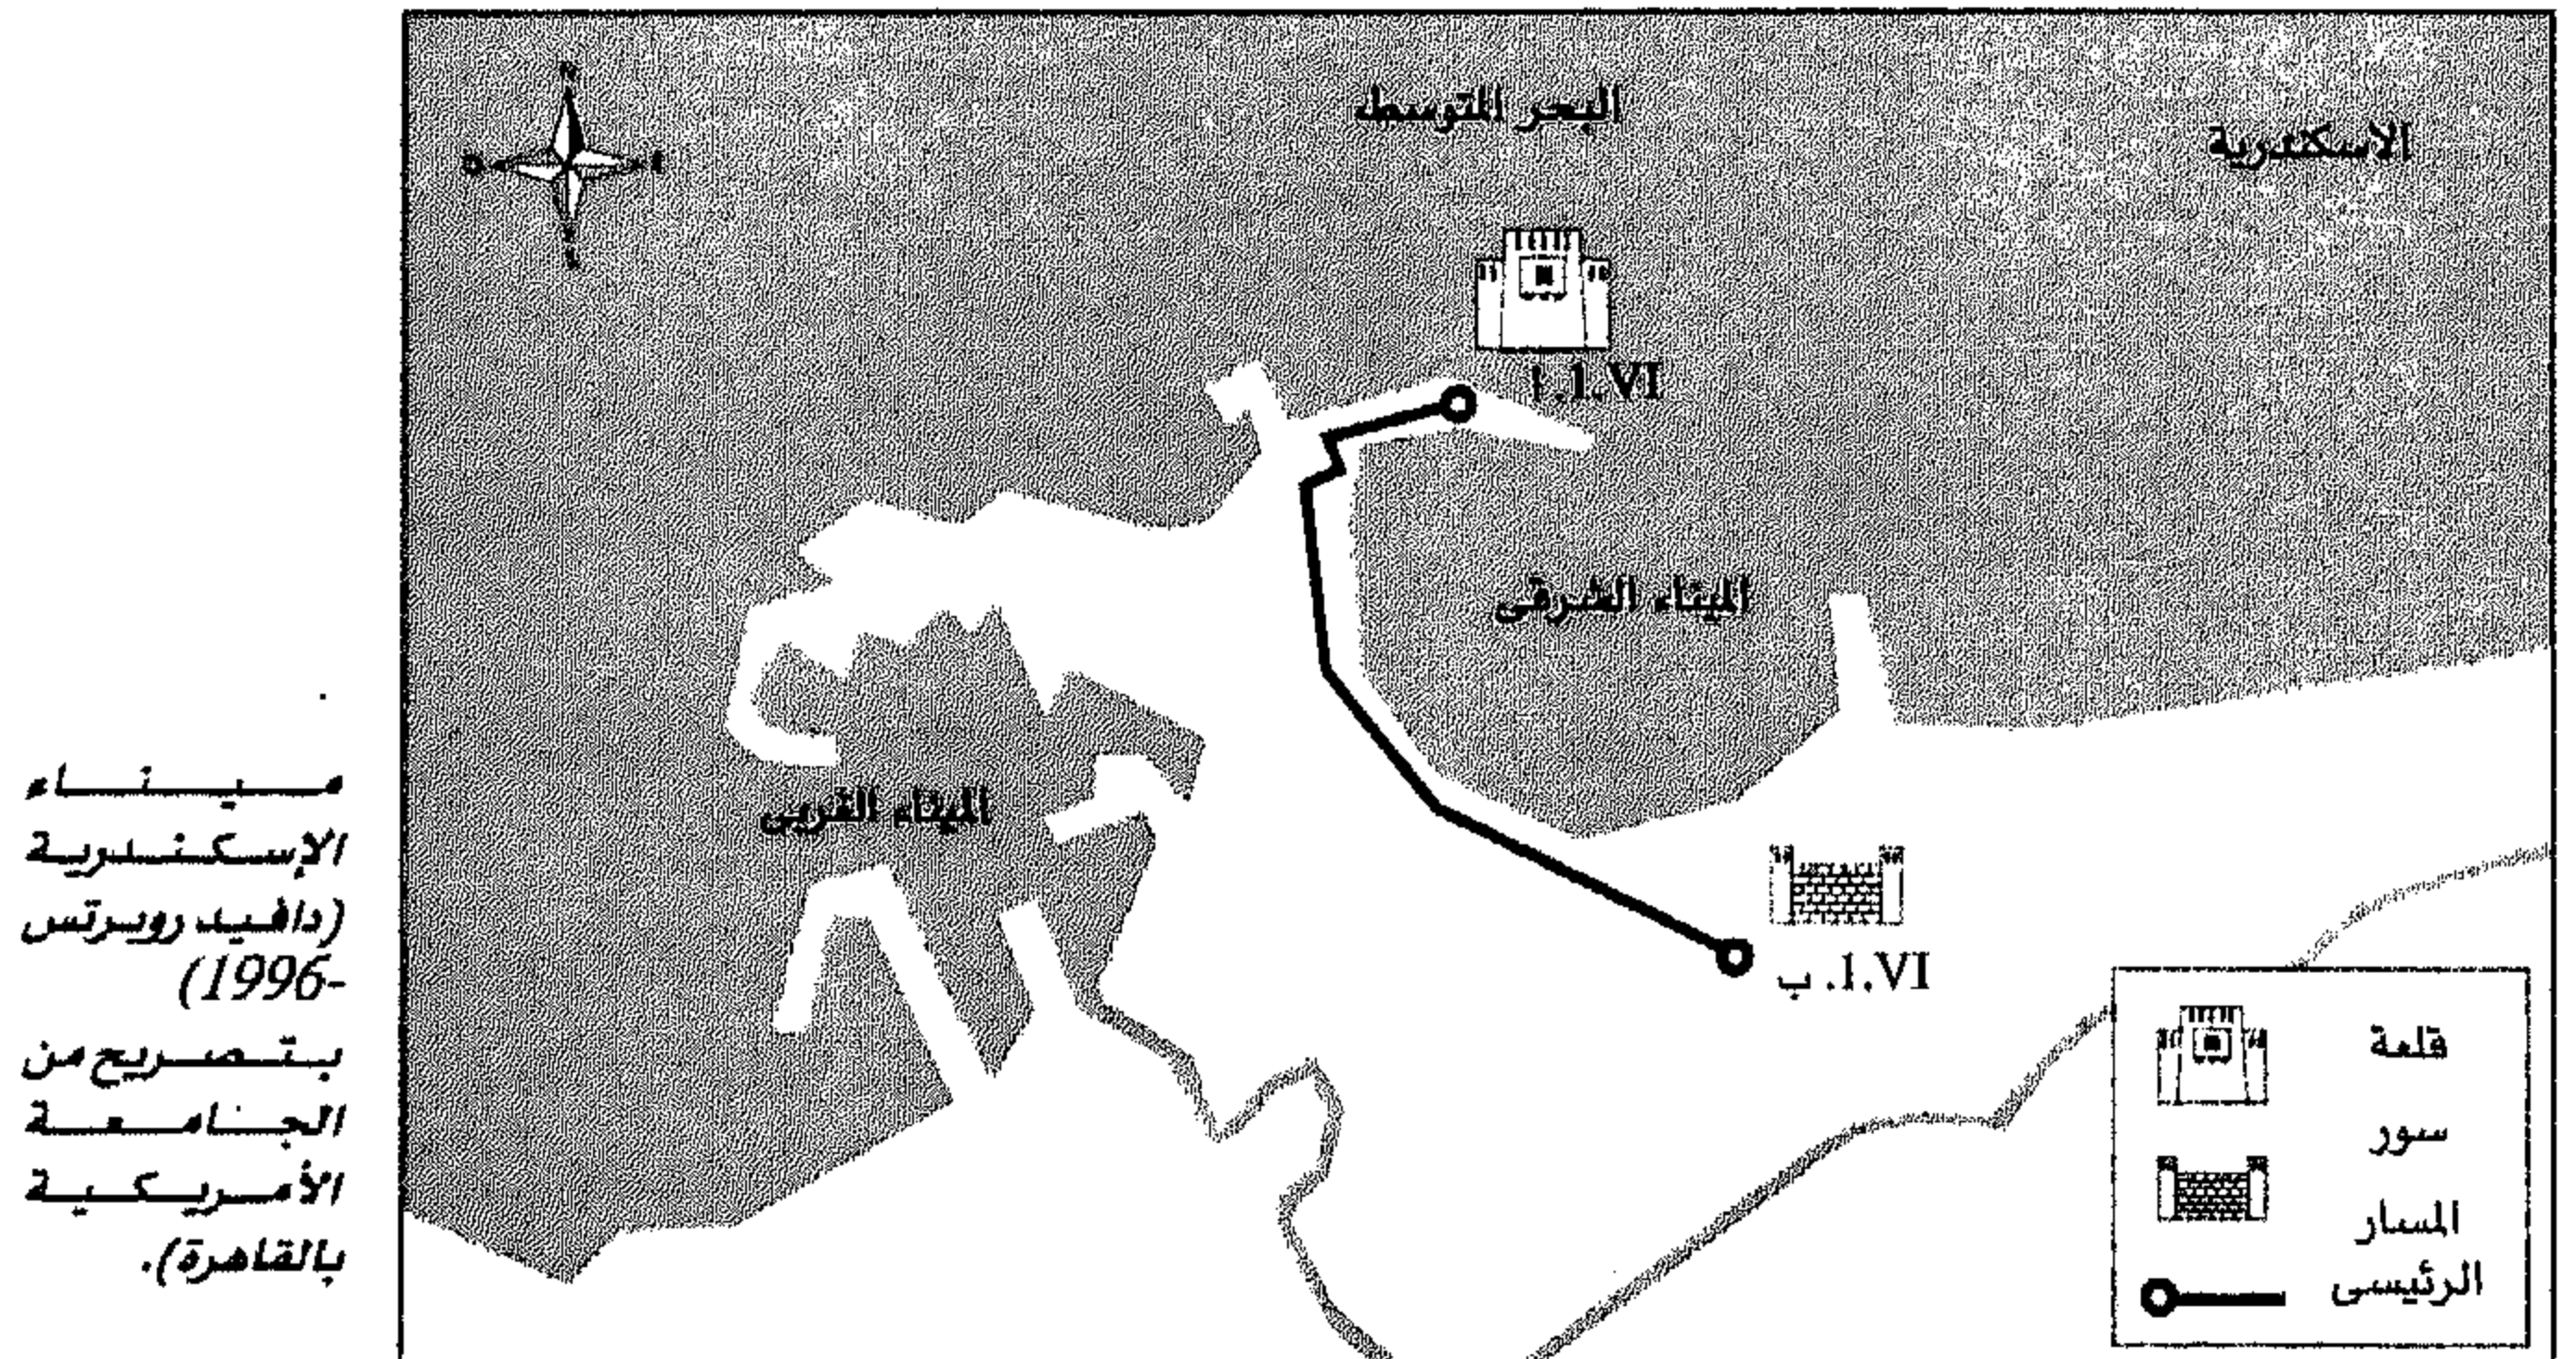 البحر المتوسط
الاسكندرية
N
O
E
S
VI.1. ا
الميناء الشرقى
الميناء الغربى
VI.1. ب
قلعة
سور
المسار
الرئيسى
ميناء
الإسكندرية
(دافيد روبرتس
-1996)
بتصريح من
الجامعة
الأمريكية
بالقاهرة).